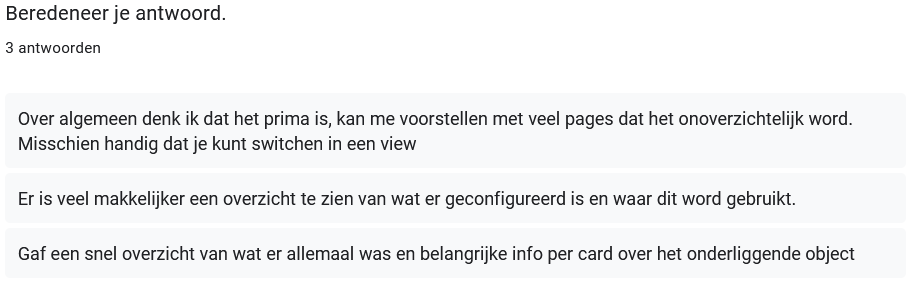 Beredeneer je antwoord.
3 antwoorden
Over algemeen denk ik dat het prima is, kan me voorstellen met veel pages dat het onoverzichtelijk word.
Misschien handig dat je kunt switchen in een view
Er is veel makkelijker een overzicht te zien van wat er geconfigureerd is en waar dit word gebruikt.
Gaf een snel overzicht van wat er allemaal was en belangrijke info per card over het onderliggende object